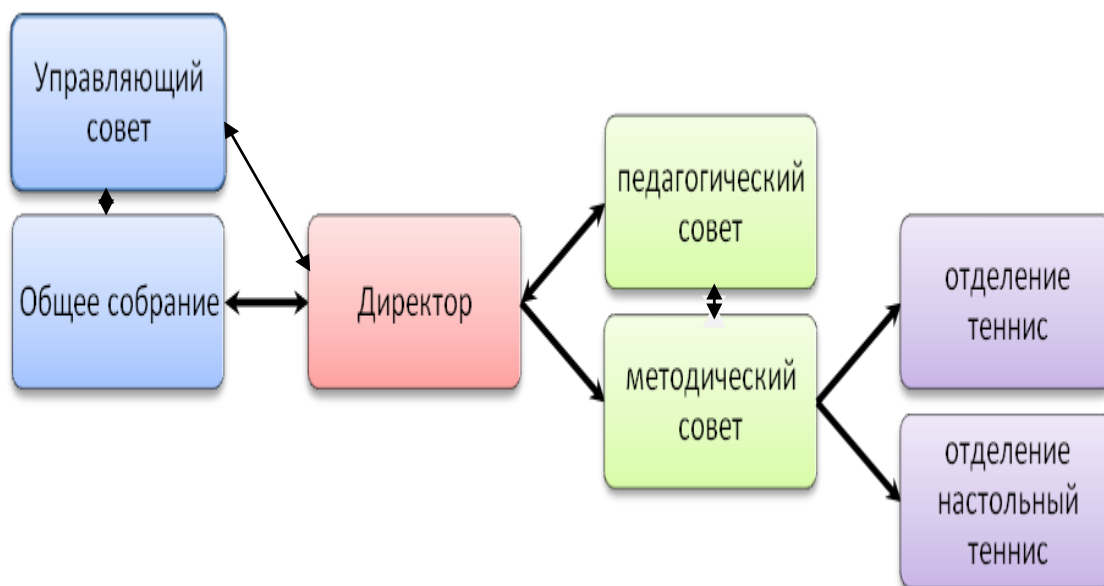 Управляющий
совет
Общее собрание
Директор
педагогический
совет
методический
совет
отделение
теннис
отделение
настольный
теннис